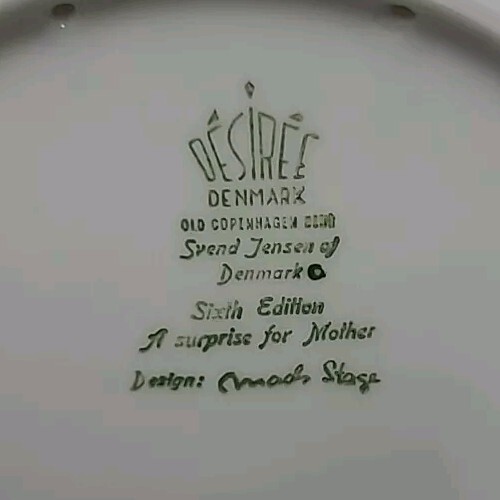 DÉSIRÉE
DENMARK
OLD COPENHAGEN
Svend Jensen of
Denmark
Sixth Edition
A surprise for Mother
Design: Mads Stage